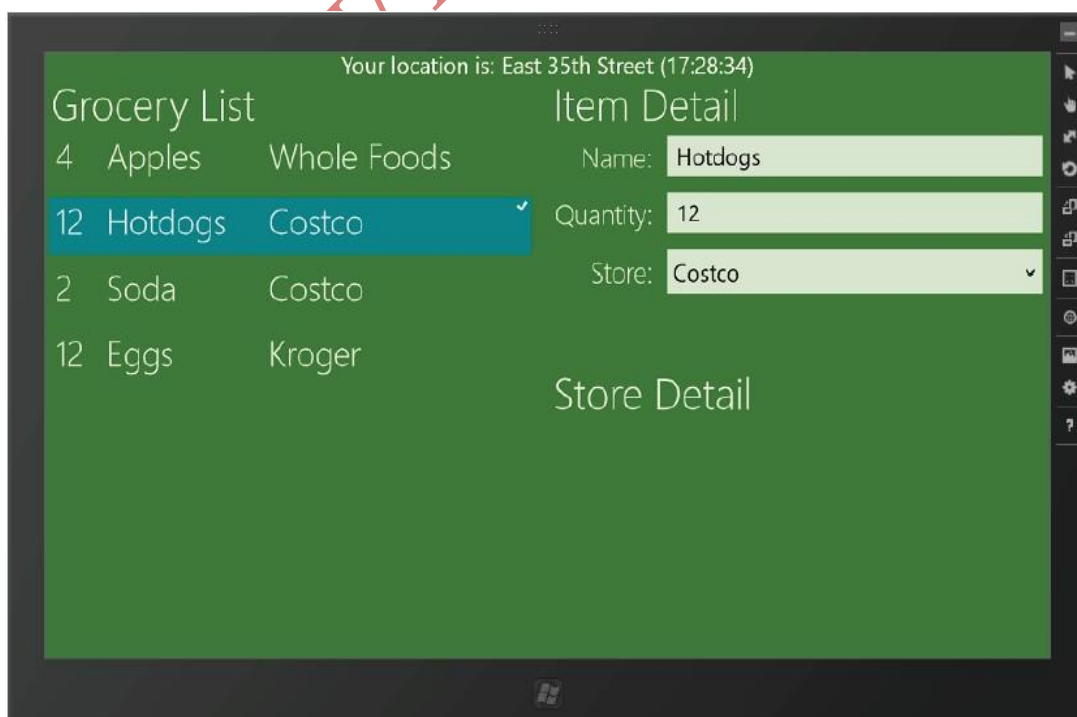 Your location is: East 35th Street (17:28:34)
Grocery List
4 Apples Whole Foods
12 Hotdogs Costco
2 Soda Costco
12 Eggs Kroger
Item Detail
Name: Hotdogs
Quantity: 12
Store: Costco
Store Detail
?